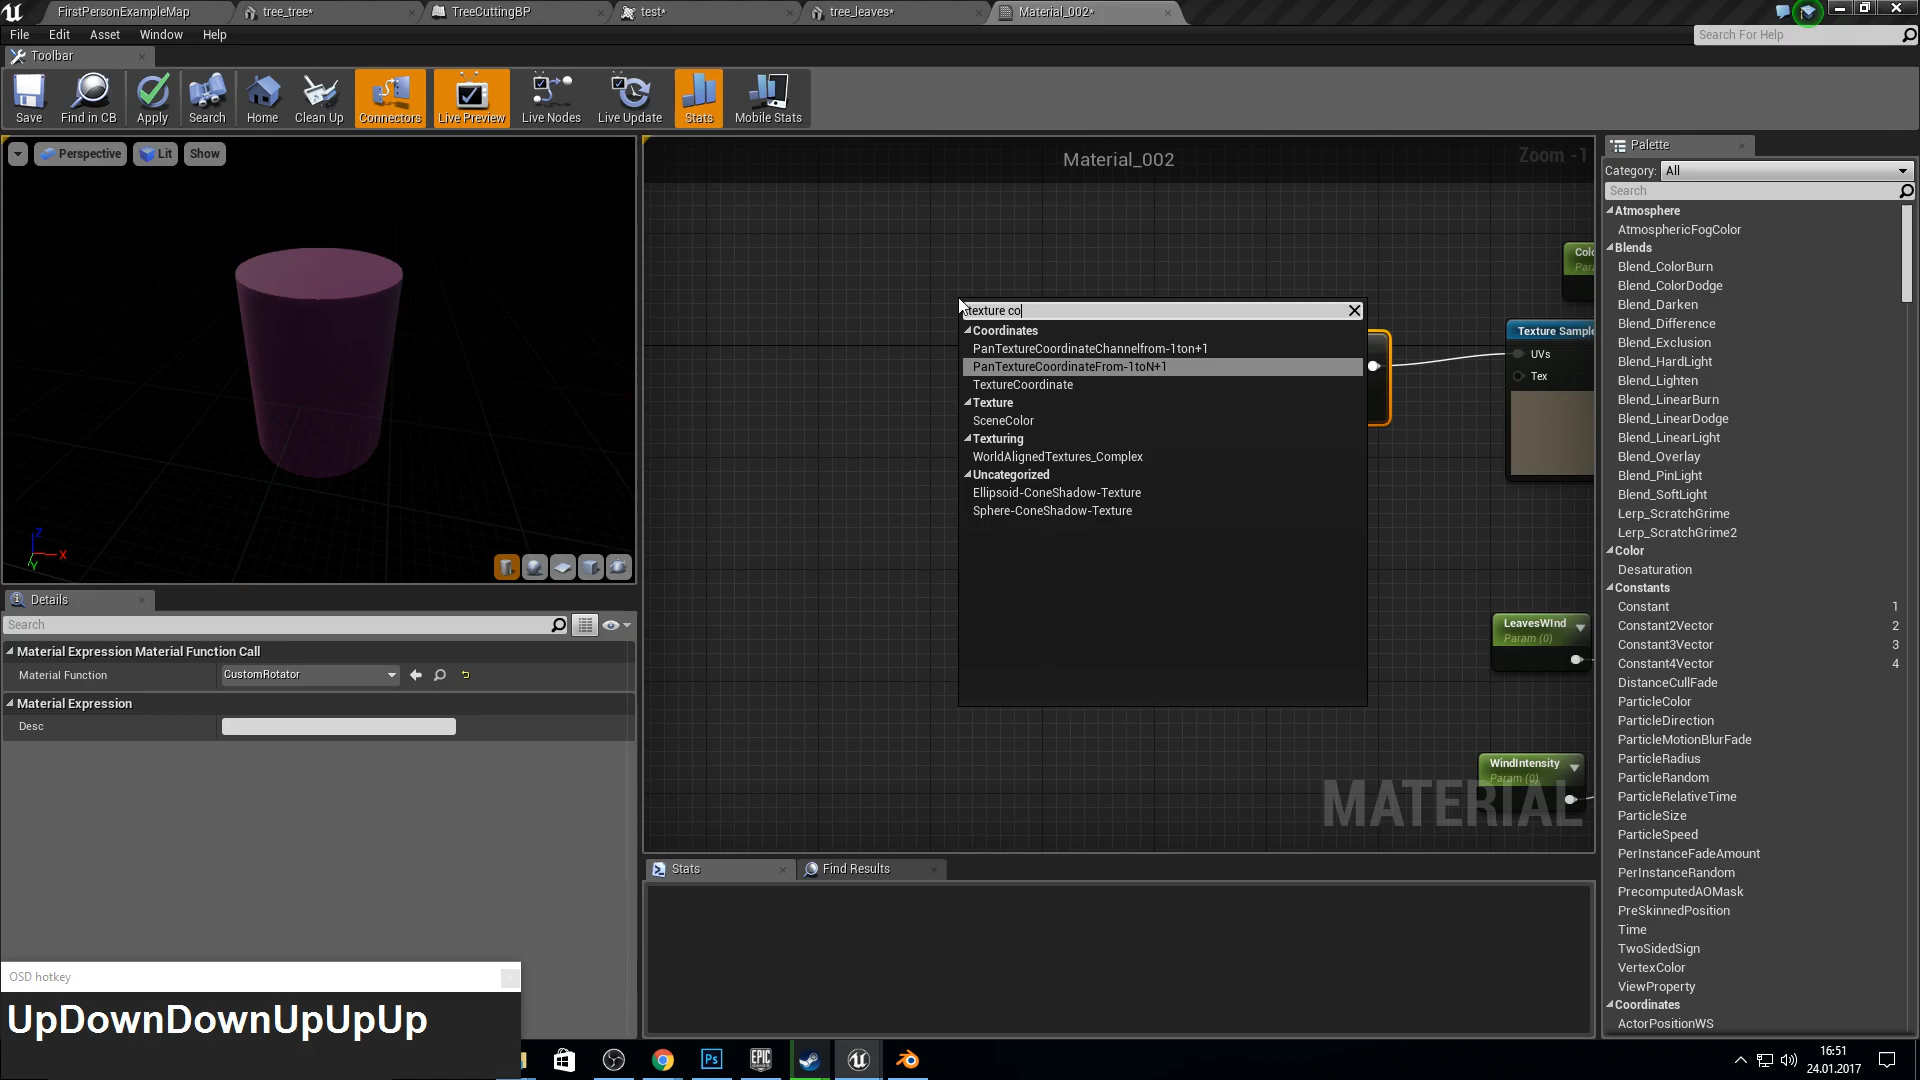 FirstPersonExampleMap
tree_tree*
TreeCuttingBP
test*
tree_leaves*
Material_002*
File Edit Asset Window Help
Search For Help
Toolbar
Save
Find in CB
Apply
Search
Home
Clean Up
Connectors
Live Preview
Live Nodes
Live Update
Stats
Mobile Stats
Perspective
Lit
Show
Z
X
Y
Material_002
Zoom -1
texture co
Coordinates
PanTextureCoordinateChannelfrom-1ton+1
PanTextureCoordinateFrom-1toN+1
TextureCoordinate
Texture
SceneColor
Texturing
WorldAlignedTextures_Complex
Uncategorized
Ellipsoid-ConeShadow-Texture
Sphere-ConeShadow-Texture
Colo
Par
Texture Sample
UVs
Tex
LeavesWInd
Param (0)
WindIntensity
Param (0)
MATERIAL
Details
Search
Material Expression Material Function Call
Material Function
CustomRotator
Material Expression
Desc
Stats
Find Results
Palette
Category: All
Search
Atmosphere
AtmosphericFogColor
Blends
Blend_ColorBurn
Blend_ColorDodge
Blend_Darken
Blend_Difference
Blend_Exclusion
Blend_HardLight
Blend_Lighten
Blend_LinearBurn
Blend_LinearDodge
Blend_LinearLight
Blend_Overlay
Blend_PinLight
Blend_SoftLight
Lerp_ScratchGrime
Lerp_ScratchGrime2
Color
Desaturation
Constants
Constant 1
Constant2Vector 2
Constant3Vector 3
Constant4Vector 4
DistanceCullFade
ParticleColor
ParticleDirection
ParticleMotionBlurFade
ParticleRadius
ParticleRandom
ParticleRelativeTime
ParticleSize
ParticleSpeed
PerInstanceFadeAmount
PerInstanceRandom
PrecomputedAOMask
PreSkinnedPosition
Time
TwoSidedSign
VertexColor
ViewProperty
Coordinates
ActorPositionWS
OSD hotkey
UpDownDownUpUpUp
Ps
EPIC
16:51
24.01.2017